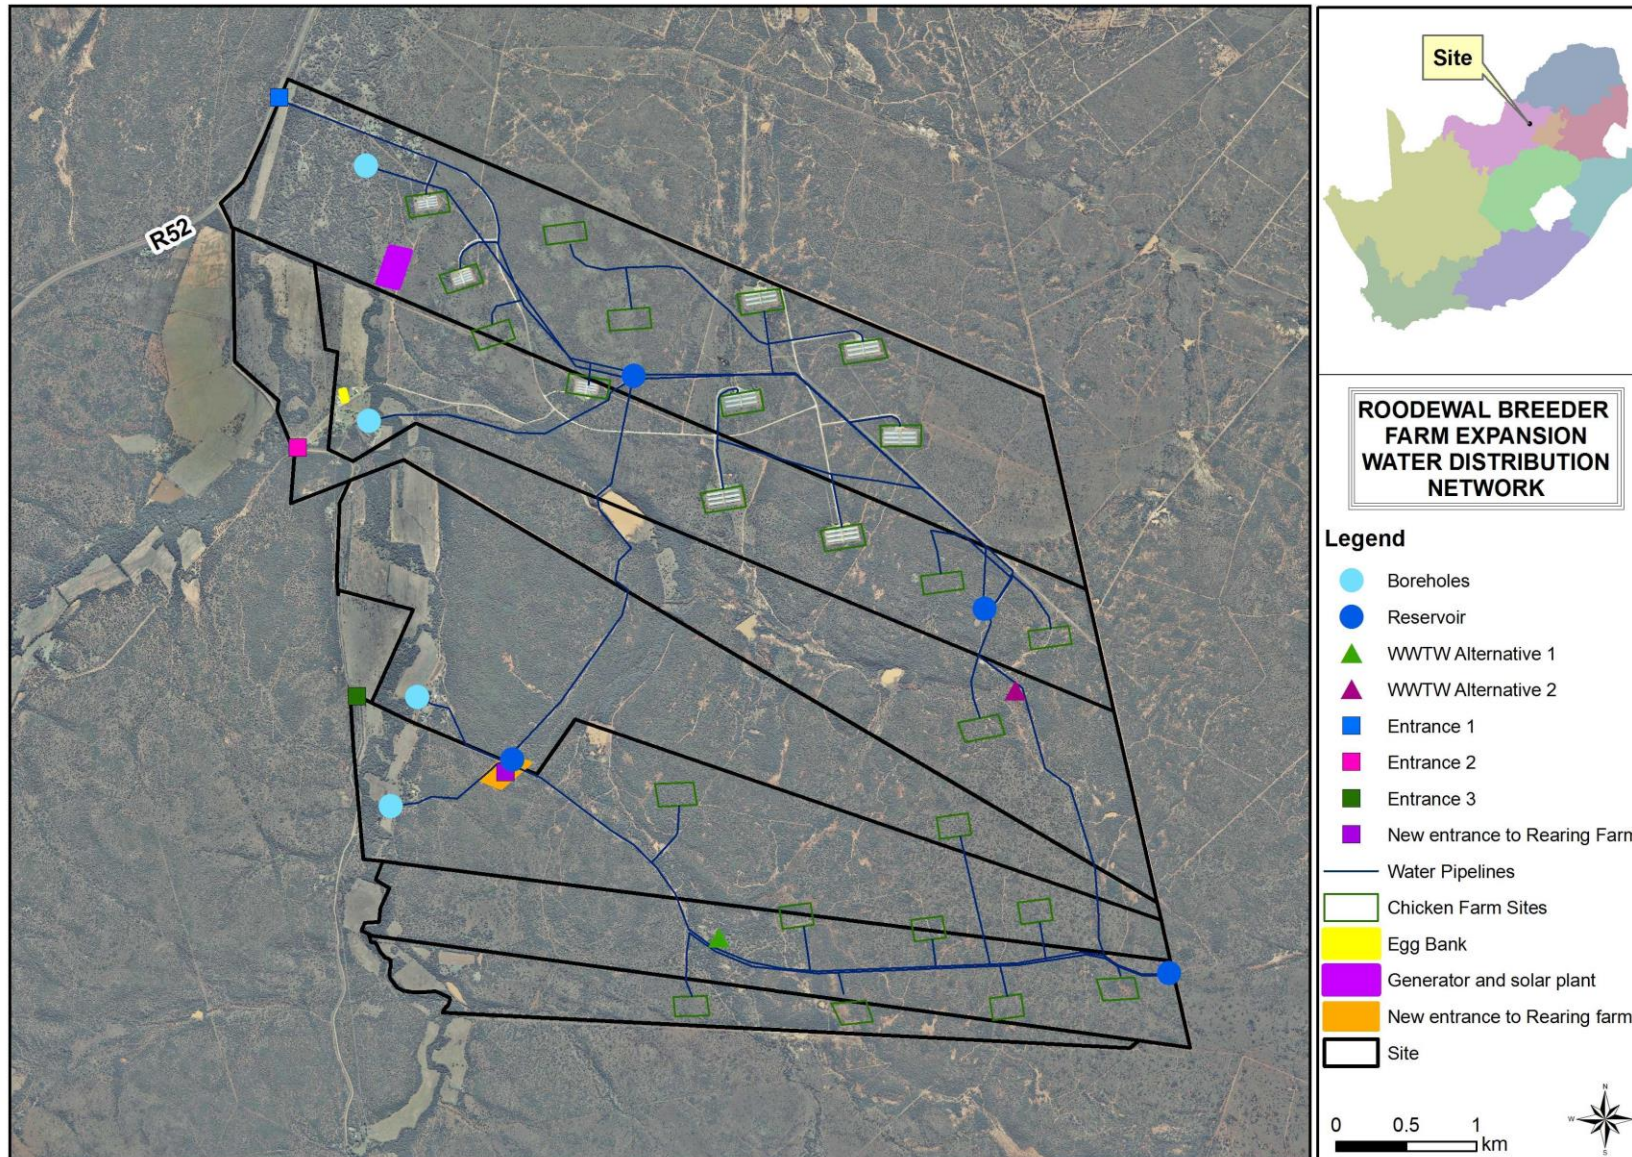 R52
Site
ROODEWAL BREEDER
FARM EXPANSION
WATER DISTRIBUTION
NETWORK
Legend
Boreholes
Reservoir
WWTW Alternative 1
WWTW Alternative 2
Entrance 1
Entrance 2
Entrance 3
New entrance to Rearing Farm
Water Pipelines
Chicken Farm Sites
Egg Bank
Generator and solar plant
New entrance to Rearing farm
Site
N
W
S
0 0.5 1
km